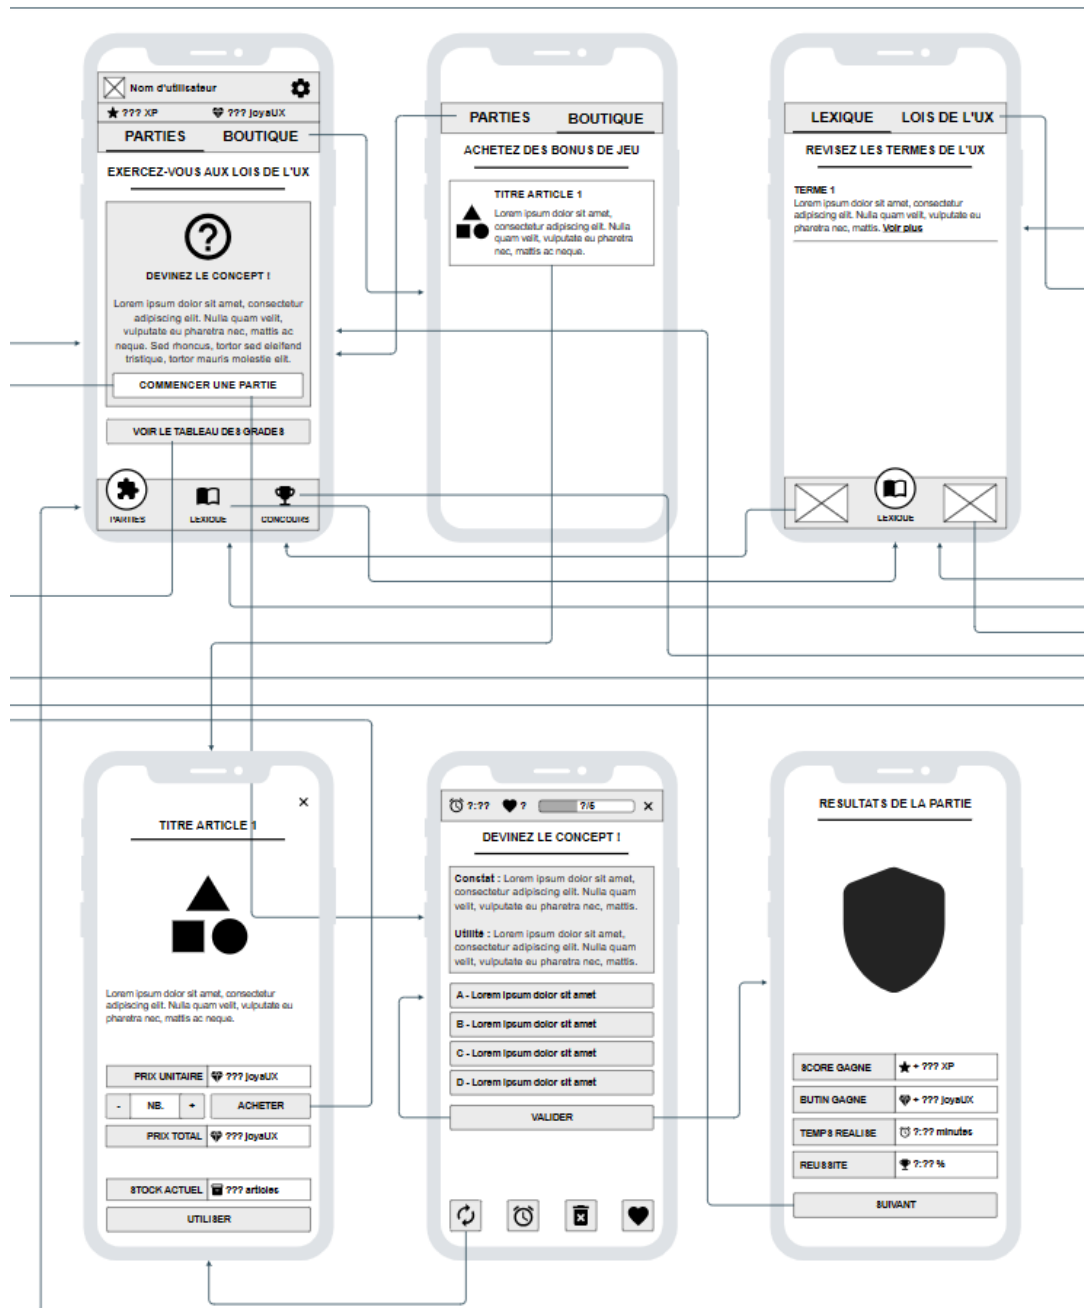 Nom d'utilisateur
??? XP
??? joyaUX
PARTIES
BOUTIQUE
EXERCEZ-VOUS AUX LOIS DE L'UX
DEVINEZ LE CONCEPT !
Lorem ipsum dolor sit amet, consectetur
adipiscing elit. Nulla quam velit,
vulputate eu pharetra nec, mattis ac
neque. Sed rhoncus, tortor sed eleifend
tristique, tortor mauris molestie elit.
COMMENCER UNE PARTIE
VOIR LE TABLEAU DES GRADES
PARTIES
LEXIQUE
CONCOURS
PARTIES
BOUTIQUE
ACHETEZ DES BONUS DE JEU
TITRE ARTICLE 1
Lorem ipsum dolor sit amet,
consectetur adipiscing elit. Nulla
quam velit, vulputate eu pharetra
nec, mattis ac neque.
LEXIQUE
LOIS DE L'UX
REVISEZ LES TERMES DE L'UX
TERME 1
Lorem ipsum dolor sit amet, consectetur
adipiscing elit. Nulla quam velit, vulputate eu
pharetra nec, mattis. Voir plus
LEXIQUE
TITRE ARTICLE 1
Lorem ipsum dolor sit amet, consectetur
adipiscing elit. Nulla quam velit, vulputate eu
pharetra nec, mattis ac neque.
PRIX UNITAIRE
??? joyaUX
-
NB.
+
ACHETER
PRIX TOTAL
??? joyaUX
STOCK ACTUEL
??? articles
UTILISER
?:??
?
?/5
DEVINEZ LE CONCEPT !
Constat : Lorem ipsum dolor sit amet,
consectetur adipiscing elit. Nulla quam
velit, vulputate eu pharetra nec, mattis.
Utilité : Lorem ipsum dolor sit amet,
consectetur adipiscing elit. Nulla quam
velit, vulputate eu pharetra nec, mattis.
A - Lorem ipsum dolor sit amet
B - Lorem ipsum dolor sit amet
C - Lorem ipsum dolor sit amet
D - Lorem ipsum dolor sit amet
VALIDER
RESULTATS DE LA PARTIE
SCORE GAGNE
+ ??? XP
BUTIN GAGNE
+ ??? joyaUX
TEMPS REALISE
?:?? minutes
REUSSITE
?:?? %
SUIVANT